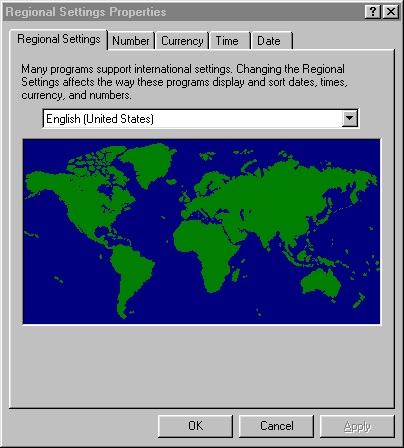 Regional Settings Properties
Regional Settings Number Currency Time Date
Many programs support international settings. Changing the Regional
Settings affects the way these programs display and sort dates, times,
currency, and numbers.
English (United States)
OK Cancel Apply